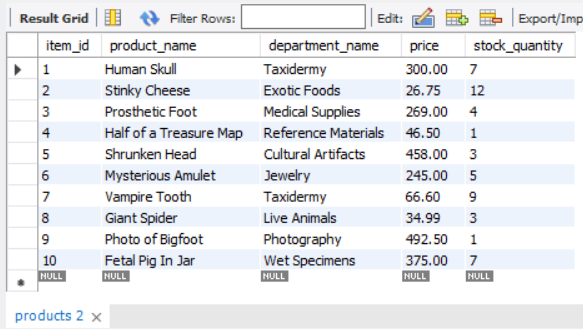 Result Grid Filter Rows: Edit: Export/Imp
item_id product_name department_name price stock_quantity
1 Human Skull Taxidermy 300.00 7
2 Stinky Cheese Exotic Foods 26.75 12
3 Prosthetic Foot Medical Supplies 269.00 4
4 Half of a Treasure Map Reference Materials 46.50 1
5 Shrunken Head Cultural Artifacts 458.00 3
6 Mysterious Amulet Jewelry 245.00 5
7 Vampire Tooth Taxidermy 66.60 9
8 Giant Spider Live Animals 34.99 3
9 Photo of Bigfoot Photography 492.50 1
10 Fetal Pig In Jar Wet Specimens 375.00 7
NULL NULL NULL NULL NULL
products 2